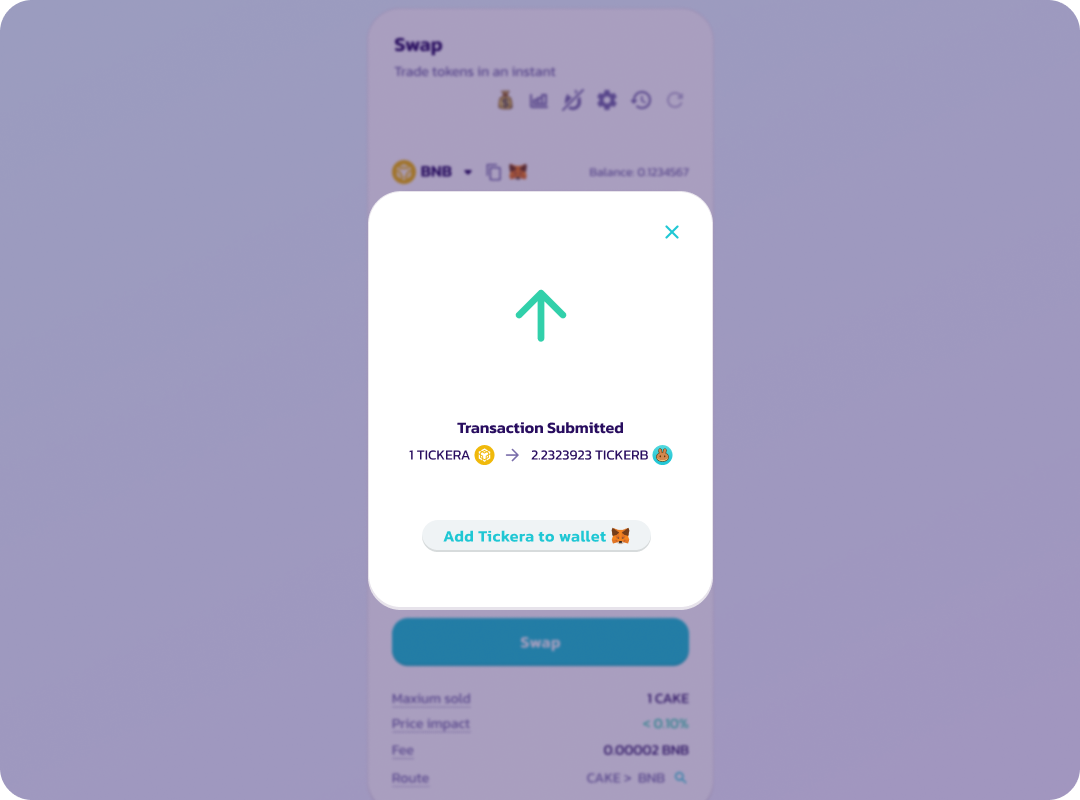 Swap
Trade tokens in an instant
BNB Balance: 0.1234567
Transaction Submitted
1 TICKERA → 2.2323923 TICKERB
Add Tickera to wallet
Swap
Maxium sold 1 CAKE
Price impact < 0.10%
Fee 0.00002 BNB
Route CAKE > BNB